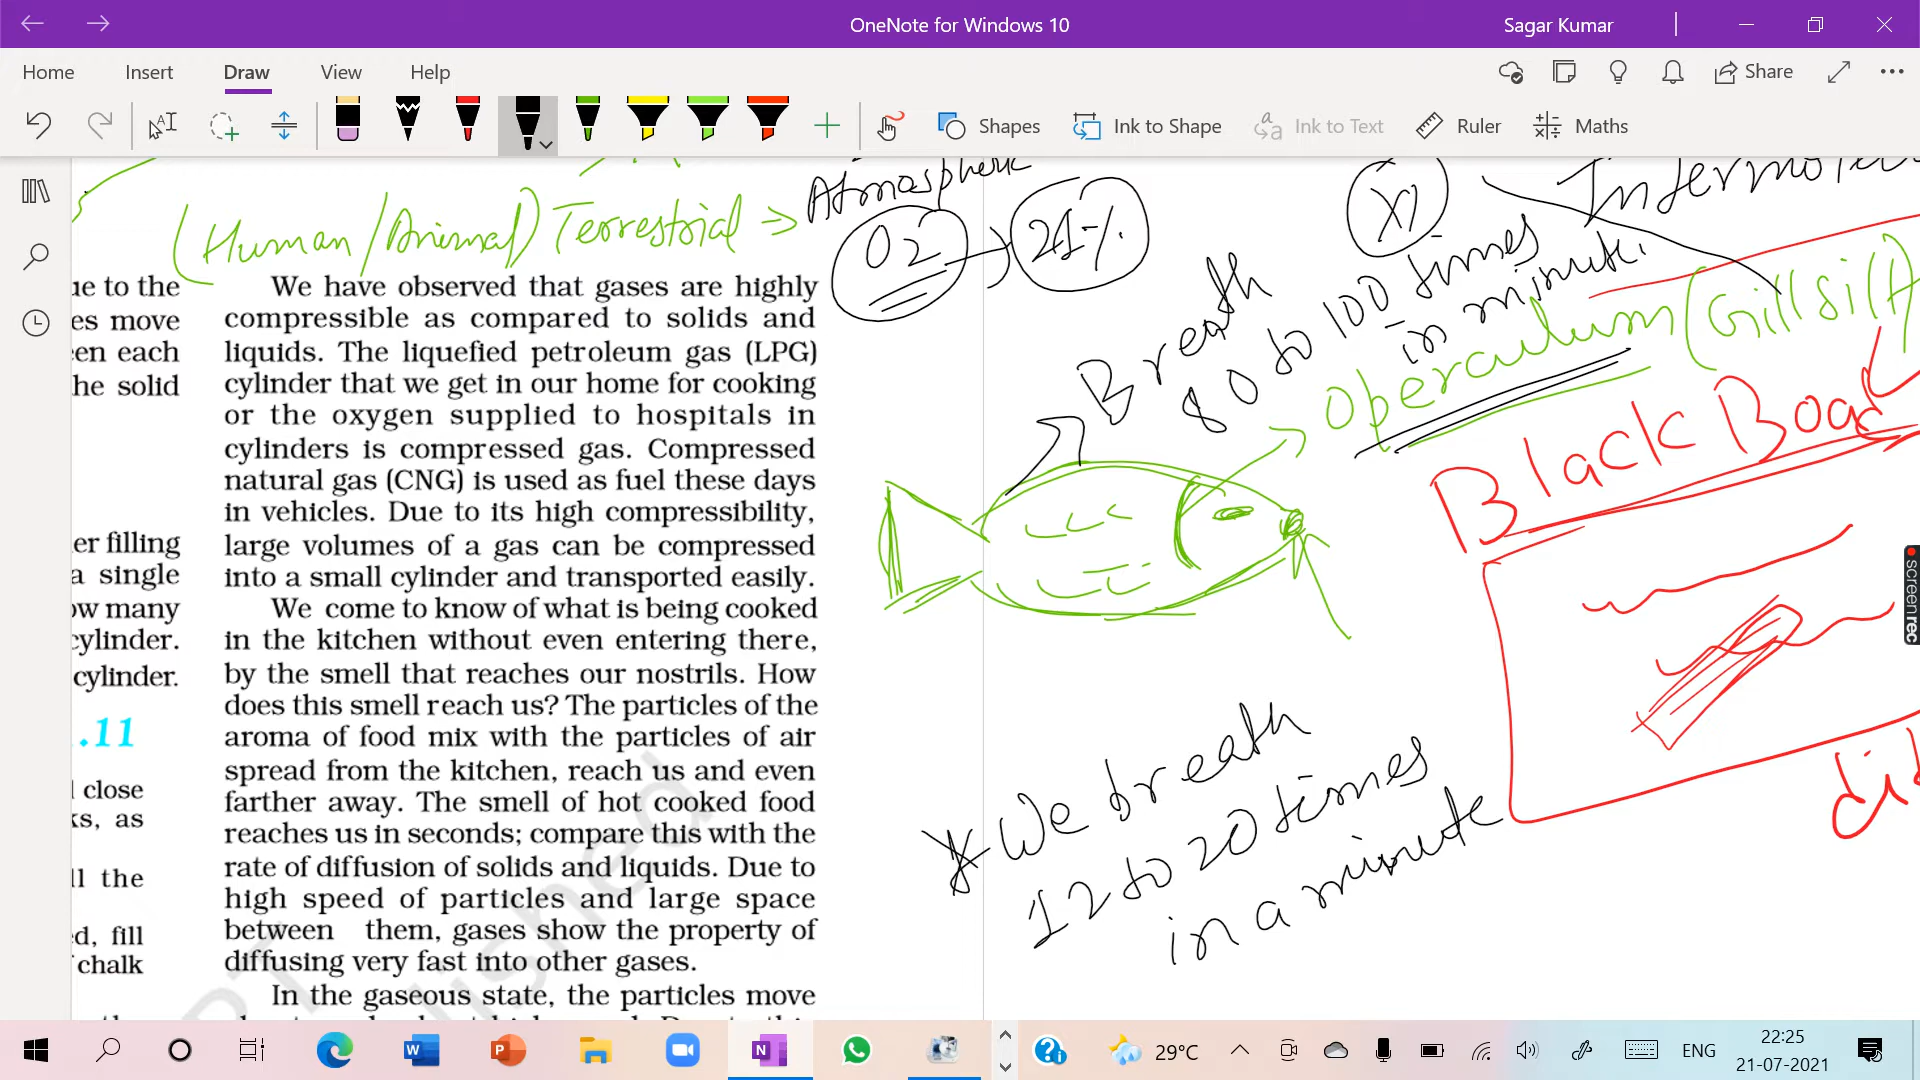 OneNote for Windows 10
Sagar Kumar
Home Insert Draw View Help
Share
Shapes
Ink to Shape
Ink to Text
Ruler
Maths
Atmospheric
(Human/Animal) Terrestrial ⇒
O2 → 21%
ue to the
es move
en each
he solid
er filling
a single
ow many
cylinder.
cylinder.
.11
l close
ks, as
ll the
ed, fill
chalk
We have observed that gases are highly
compressible as compared to solids and
liquids. The liquefied petroleum gas (LPG)
cylinder that we get in our home for cooking
or the oxygen supplied to hospitals in
cylinders is compressed gas. Compressed
natural gas (CNG) is used as fuel these days
in vehicles. Due to its high compressibility,
large volumes of a gas can be compressed
into a small cylinder and transported easily.
We come to know of what is being cooked
in the kitchen without even entering there,
by the smell that reaches our nostrils. How
does this smell reach us? The particles of the
aroma of food mix with the particles of air
spread from the kitchen, reach us and even
farther away. The smell of hot cooked food
reaches us in seconds; compare this with the
rate of diffusion of solids and liquids. Due to
high speed of particles and large space
between them, gases show the property of
diffusing very fast into other gases.
In the gaseous state, the particles move
Breath
80 to 100 times
in minute.
Operculum (Gill
Black Board
* We breath
12 to 20 times
in a minute
screen rec
29°C
ENG
22:25
21-07-2021